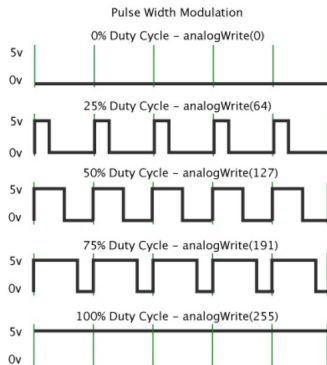 Pulse Width Modulation
0% Duty Cycle – analogWrite(0)
5v
0v
25% Duty Cycle – analogWrite(64)
5v
0v
50% Duty Cycle – analogWrite(127)
5v
0v
75% Duty Cycle – analogWrite(191)
5v
0v
100% Duty Cycle – analogWrite(255)
5v
0v